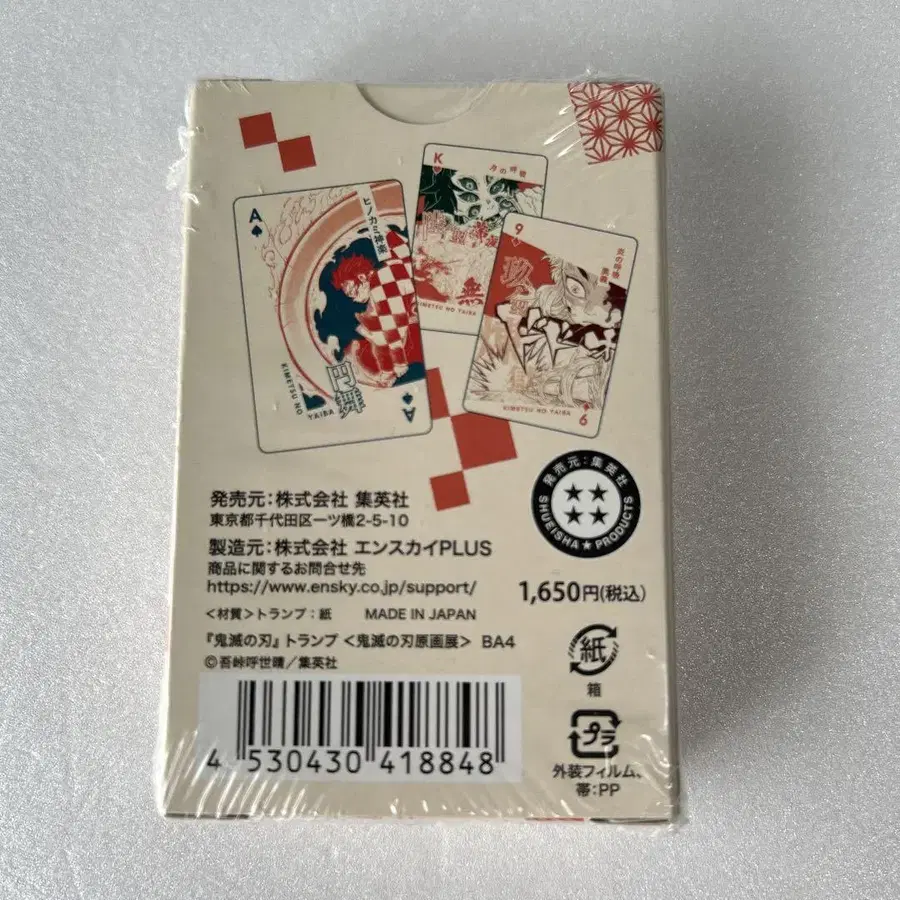 A
ヒノカミ神楽
円舞
KIMETSU NO YAIBA
A
K
月の呼吸
無
KIMETSU NO YAIBA
9
炎の呼吸
奥義
玖
KIMETSU NO YAIBA
9
発売元:株式会社 集英社
東京都千代田区一ツ橋2-5-10
製造元:株式会社 エンスカイPLUS
商品に関するお問合せ先
https://www.ensky.co.jp/support/
発売元:集英社
SHUEISHA★PRODUCTS
1,650円(税込)
<材質>トランプ:紙 MADE IN JAPAN
『鬼滅の刃』トランプ <鬼滅の刃原画展> BA4
©吾峠呼世晴/集英社
紙
箱
プラ
外装フィルム、
帯:PP
4 530430 418848